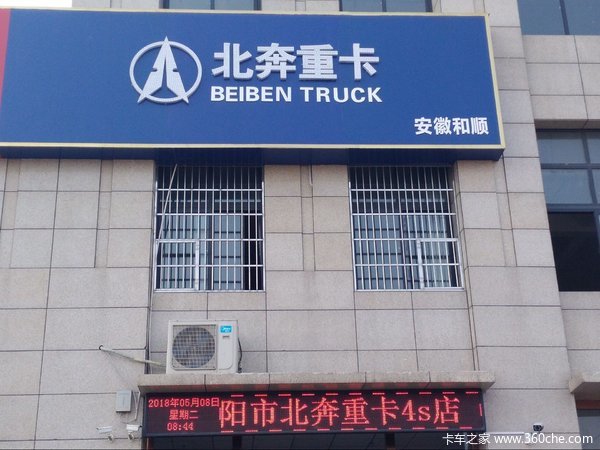 北奔重卡
BEIBEN TRUCK
安徽和顺
2018年05月08日
星期二
08:44
阳市北奔重卡4s店
卡车之家 www.360che.com